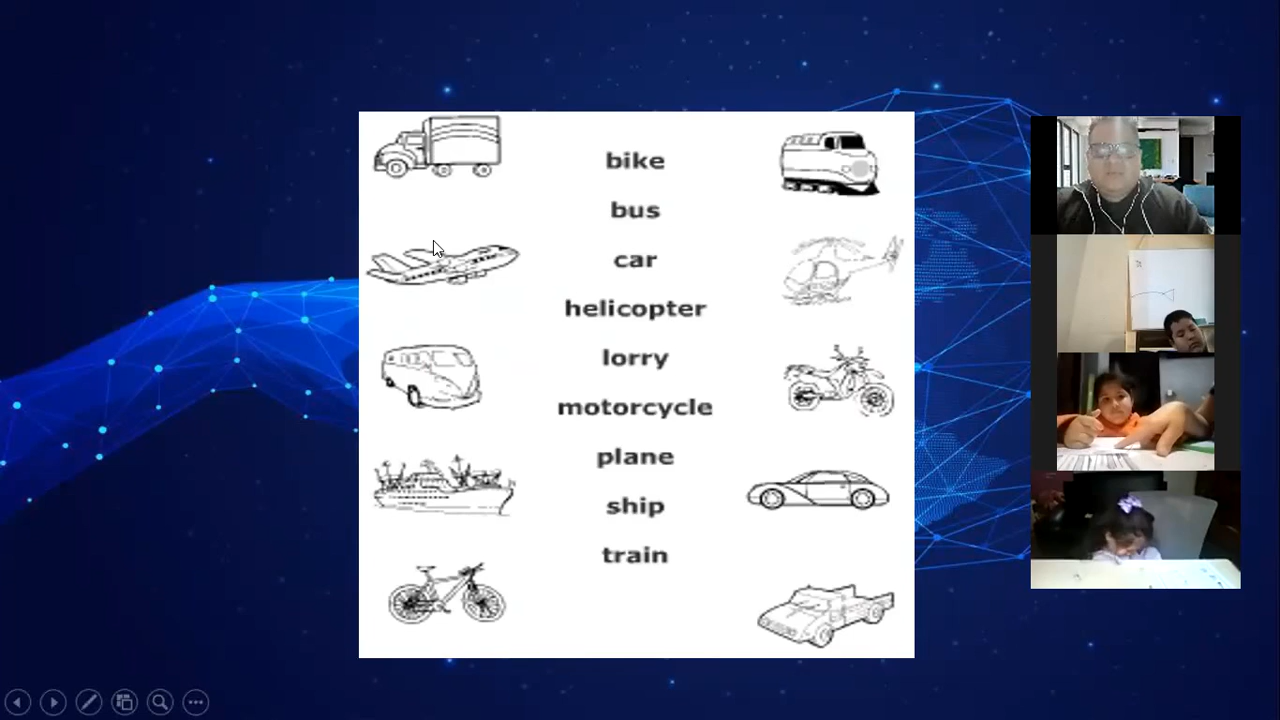 bike
bus
car
helicopter
lorry
motorcycle
plane
ship
train